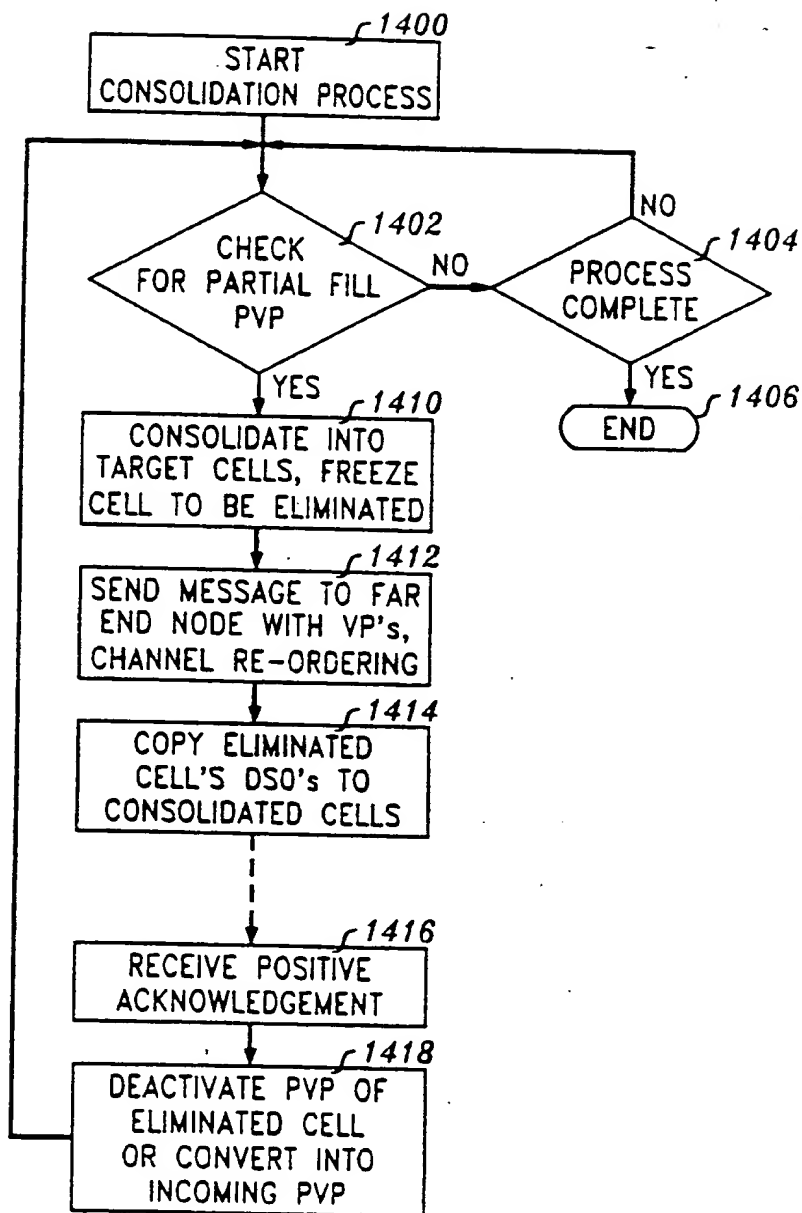 1400
START
CONSOLIDATION PROCESS
1402
CHECK
FOR PARTIAL FILL
PVP
NO
NO
1404
PROCESS
COMPLETE
YES
YES
1406
END
1410
CONSOLIDATE INTO
TARGET CELLS, FREEZE
CELL TO BE ELIMINATED
1412
SEND MESSAGE TO FAR
END NODE WITH VP's,
CHANNEL RE-ORDERING
1414
COPY ELIMINATED
CELL'S DSO's TO
CONSOLIDATED CELLS
1416
RECEIVE POSITIVE
ACKNOWLEDGEMENT
1418
DEACTIVATE PVP OF
ELIMINATED CELL
OR CONVERT INTO
INCOMING PVP